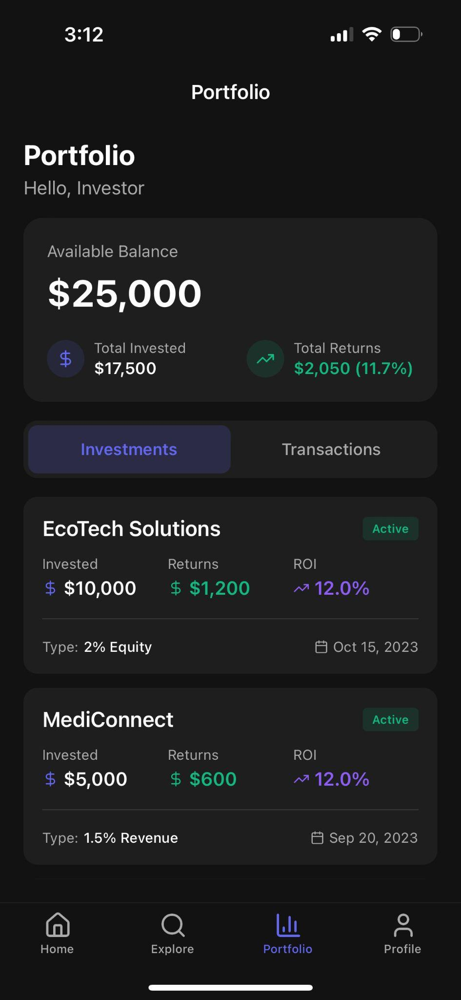 3:12
Portfolio
Portfolio
Hello, Investor
Available Balance
$25,000
Total Invested
$17,500
Total Returns
$2,050 (11.7%)
Investments
Transactions
EcoTech Solutions
Active
Invested
Returns
ROI
$ $10,000
$ $1,200
12.0%
Type: 2% Equity
Oct 15, 2023
MediConnect
Active
Invested
Returns
ROI
$ $5,000
$ $600
12.0%
Type: 1.5% Revenue
Sep 20, 2023
Home
Explore
Portfolio
Profile